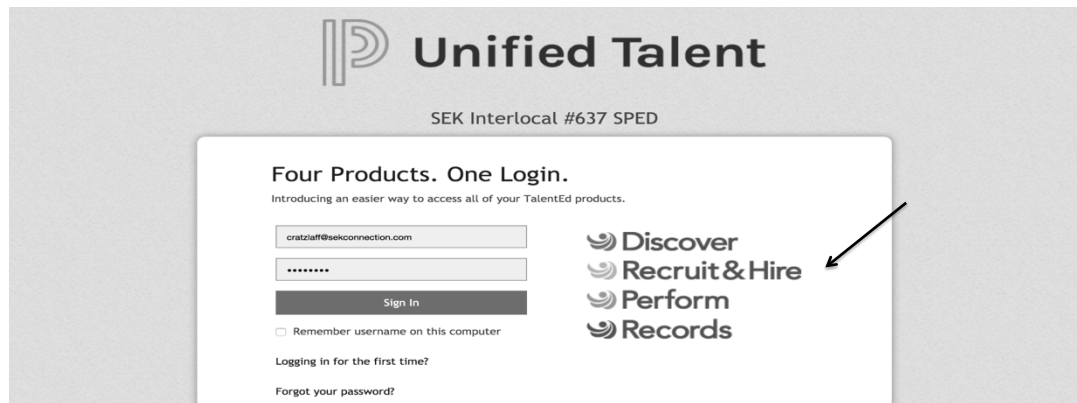 Unified Talent
SEK Interlocal #637 SPED
Four Products. One Login.
Introducing an easier way to access all of your TalentEd products.
cratzlaff@sekconnection.com
••••••••
Sign In
Remember username on this computer
Logging in for the first time?
Forgot your password?
Discover
Recruit & Hire
Perform
Records